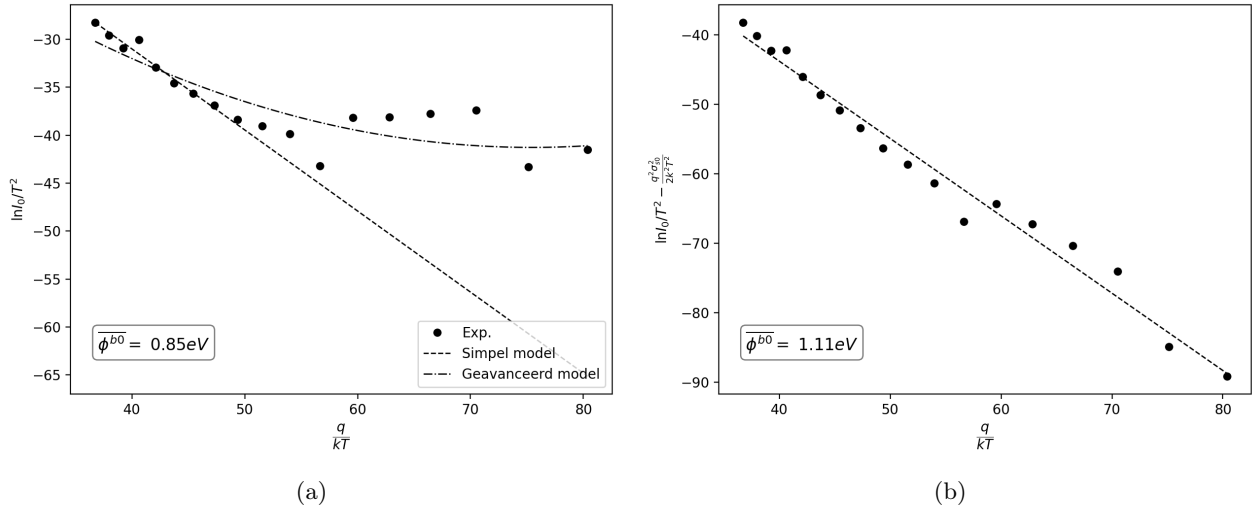 −30
−35
−40
−45
−50
−55
−60
−65
lnI₀/T²
40
50
60
70
80
q/kT
ϕ̅ᵇ⁰ = 0.85eV
Exp.
Simpel model
Geavanceerd model
(a)
−40
−50
−60
−70
−80
−90
lnI₀/T² − q²σ²ₛ₀/2k²T²
40
50
60
70
80
q/kT
ϕ̅ᵇ⁰ = 1.11eV
(b)